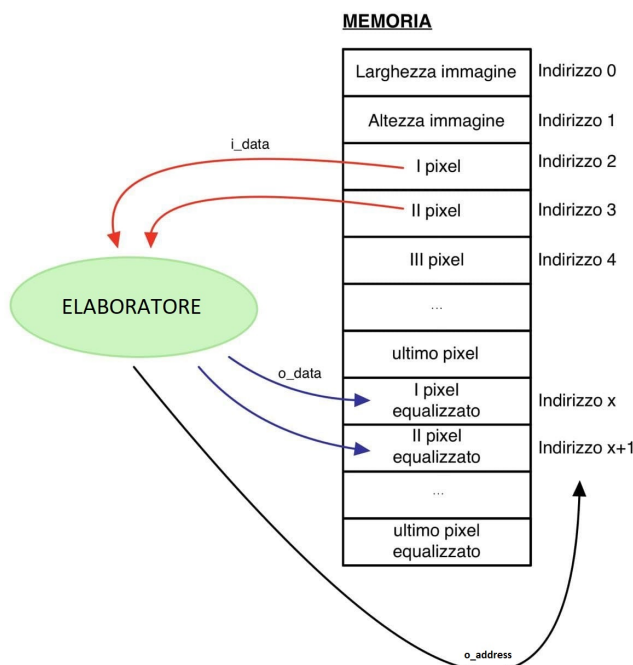 MEMORIA
Larghezza immagine
Indirizzo 0
Altezza immagine
Indirizzo 1
i_data
I pixel
Indirizzo 2
II pixel
Indirizzo 3
III pixel
Indirizzo 4
ELABORATORE
...
ultimo pixel
o_data
I pixel
equalizzato
Indirizzo x
II pixel
equalizzato
Indirizzo x+1
...
ultimo pixel
equalizzato
o_address